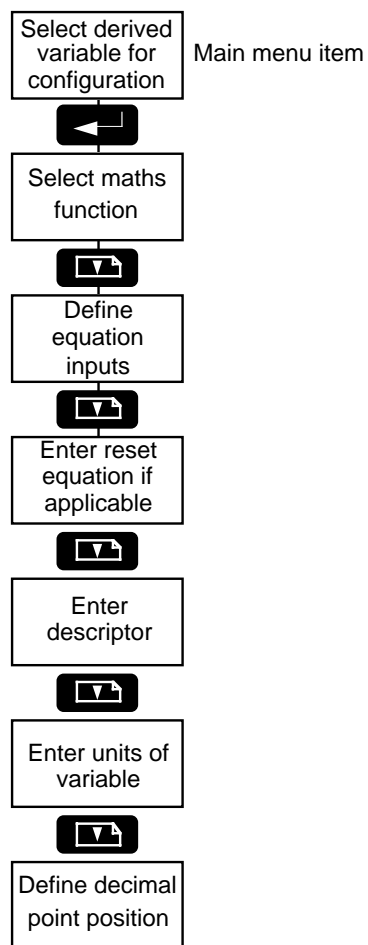 Select derived
variable for
configuration
Main menu item
Select maths
function
Define
equation
inputs
Enter reset
equation if
applicable
Enter
descriptor
Enter units of
variable
Define decimal
point position